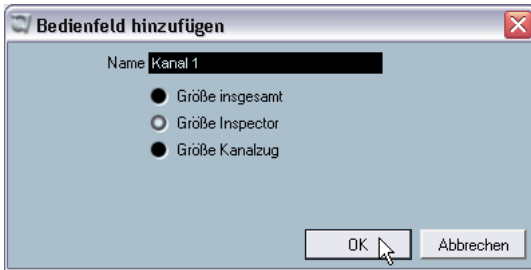 Bedienfeld hinzufügen
Name Kanal 1
Größe insgesamt
Größe Inspector
Größe Kanalzug
OK Abbrechen